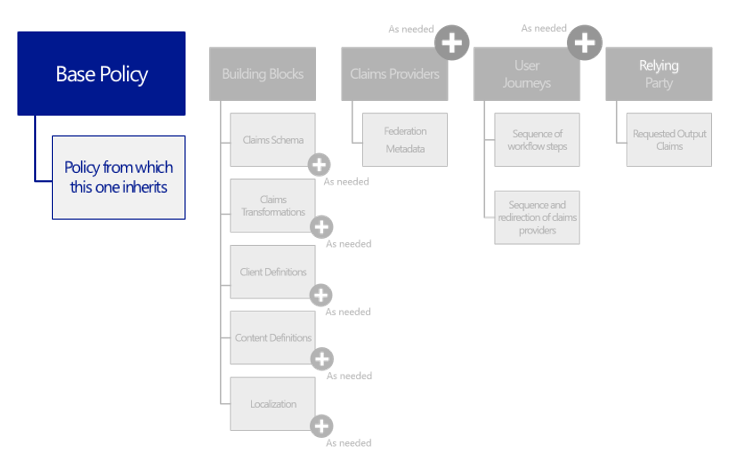 As needed
As needed
Base Policy
Building Blocks
Claims Providers
User
Journeys
Relying
Party
Policy from which
this one inherits
Claims Schema
As needed
Claims
Transformations
As needed
Client Definitions
As needed
Content Definitions
As needed
Localization
As needed
Federation
Metadata
Sequence of
workflow steps
Sequence and
redirection of claims
providers
Requested Output
Claims